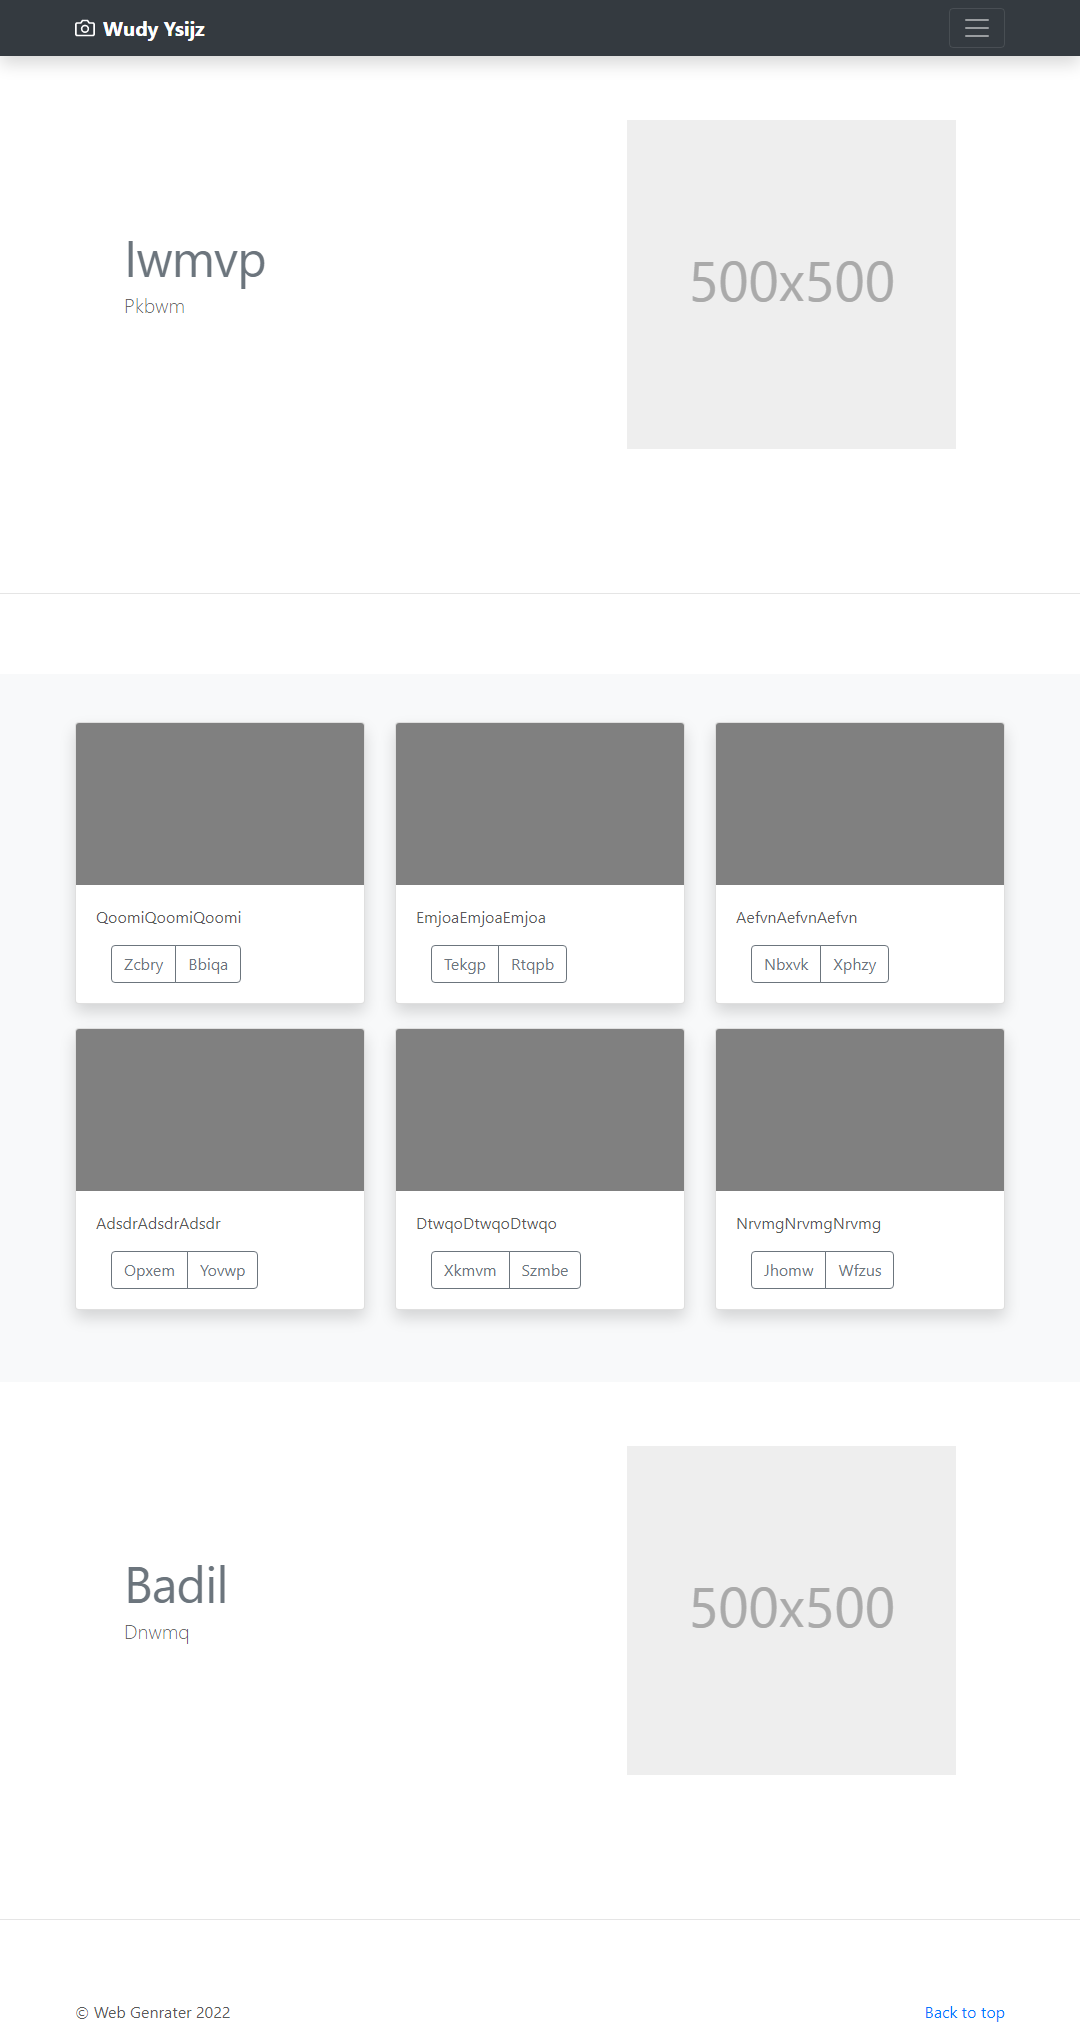 Wudy Ysijz
lwmvp
Pkbwm
500x500
QoomiQoomiQoomi
Zcbry Bbiqa
EmjoaEmjoaEmjoa
Tekgp Rtqpb
AefvnAefvnAefvn
Nbxvk Xphzy
AdsdrAdsdrAdsdr
Opxem Yovwp
DtwqoDtwqoDtwqo
Xkmvm Szmbe
NrvmgNrvmgNrvmg
Jhomw Wfzus
Badil
Dnwmq
500x500
© Web Genrater 2022
Back to top